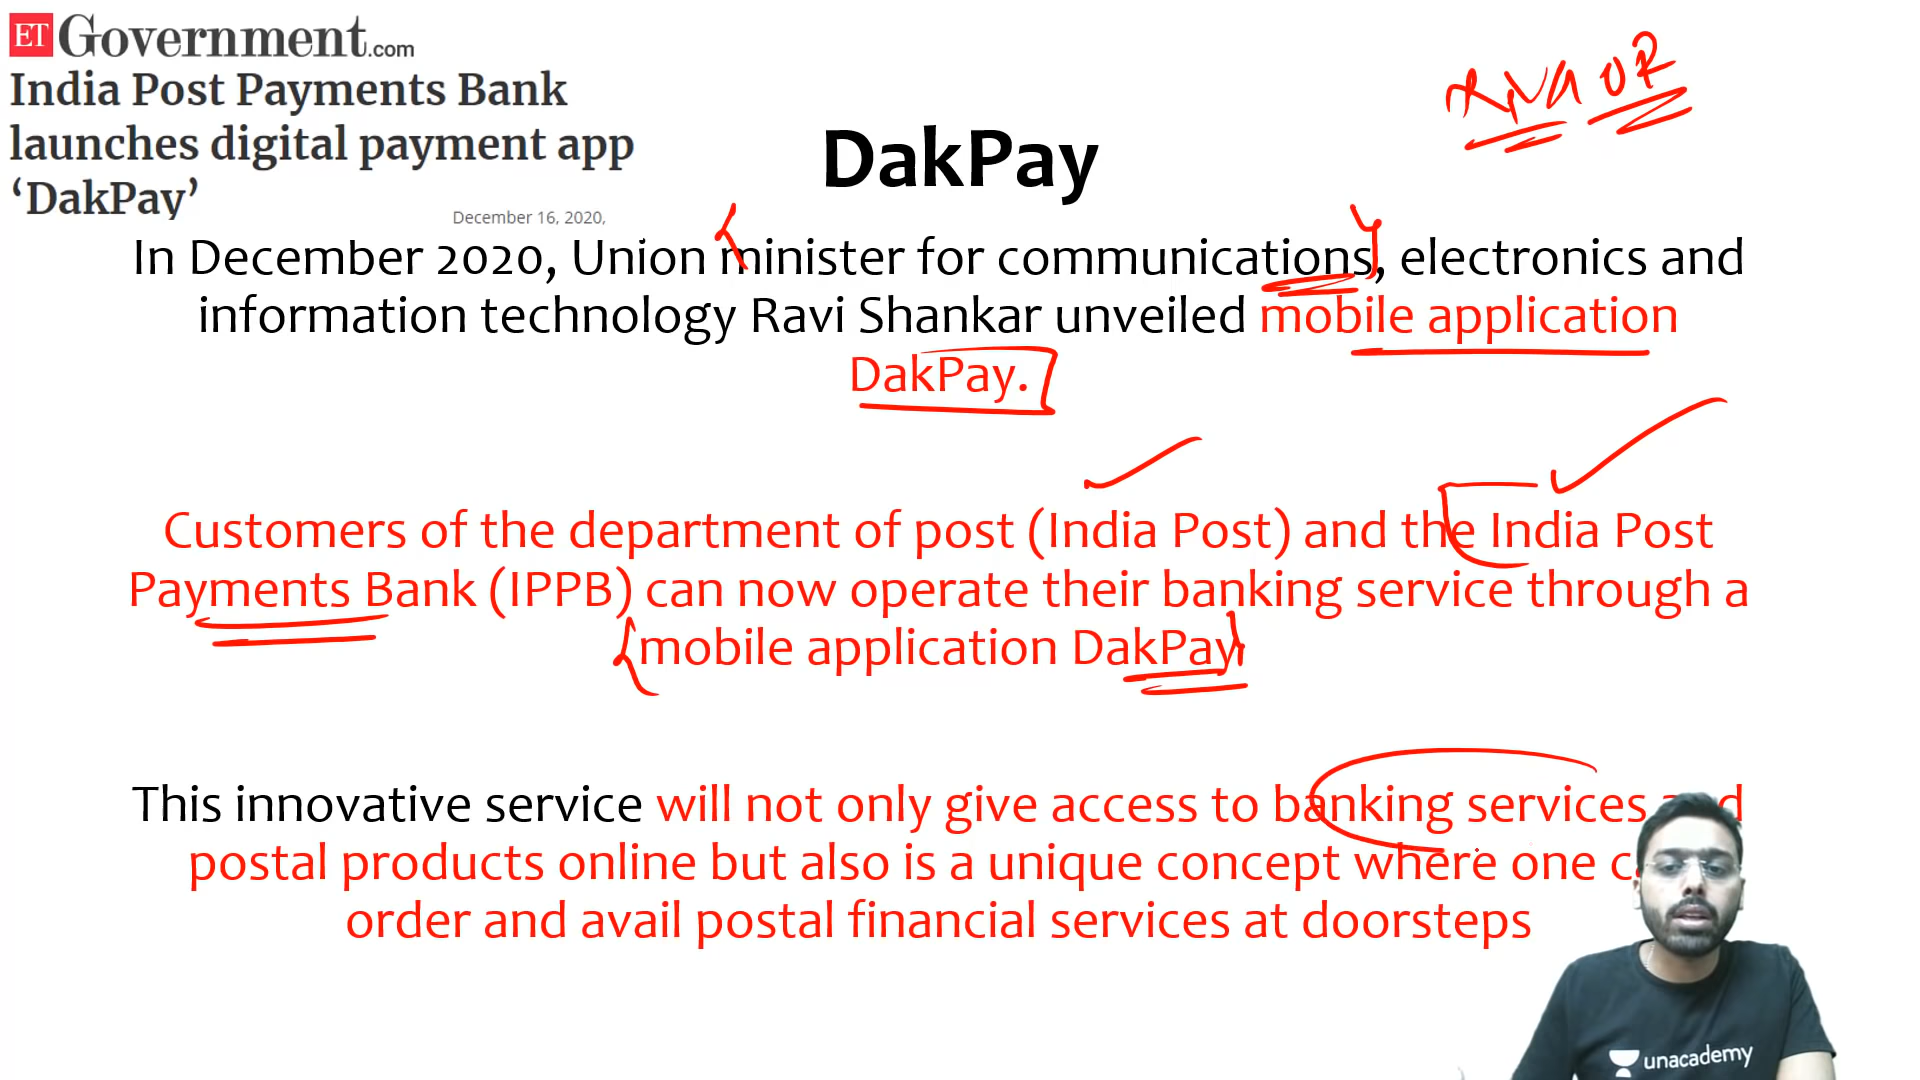 ET Government.com
India Post Payments Bank
launches digital payment app
‘DakPay’
December 16, 2020,
DakPay
In December 2020, Union minister for communications, electronics and
information technology Ravi Shankar unveiled mobile application
DakPay.
Customers of the department of post (India Post) and the India Post
Payments Bank (IPPB) can now operate their banking service through a
mobile application DakPay
This innovative service will not only give access to banking services and
postal products online but also is a unique concept where one
order and avail postal financial services at doorsteps
unacademy